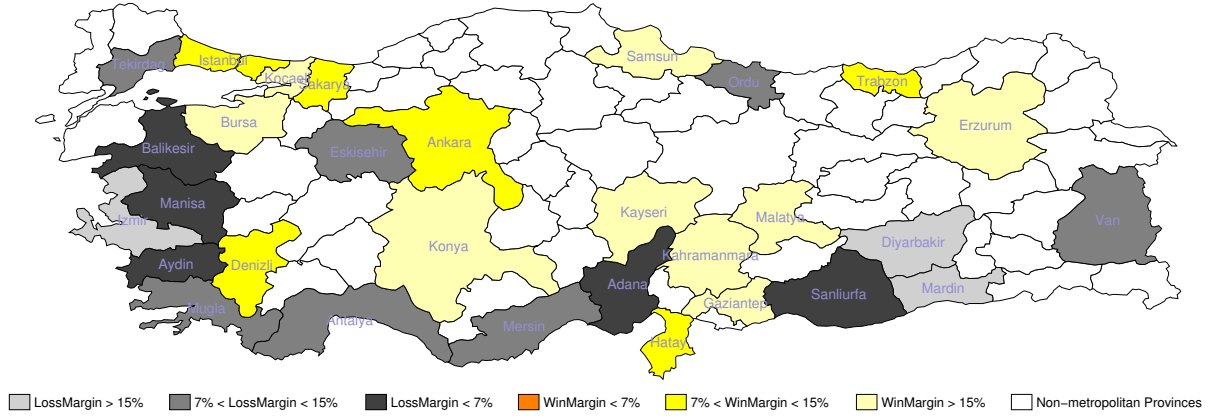 Samsun
Istanbul
Tekirdag
Kocaeli
Sakarya
Ordu
Trabzon
Bursa
Erzurum
Ankara
Balikesir
Eskisehir
Manisa
Kayseri
Malatya
Izmir
Van
Konya
Diyarbakir
Aydin
Denizli
Kahramanmara
Adana
Sanliurfa
Mardin
Mugla
Gaziantep
Antalya
Mersin
Hatay
LossMargin > 15% 7% < LossMargin < 15% LossMargin < 7% WinMargin < 7% 7% < WinMargin < 15% WinMargin > 15% Non−metropolitan Provinces